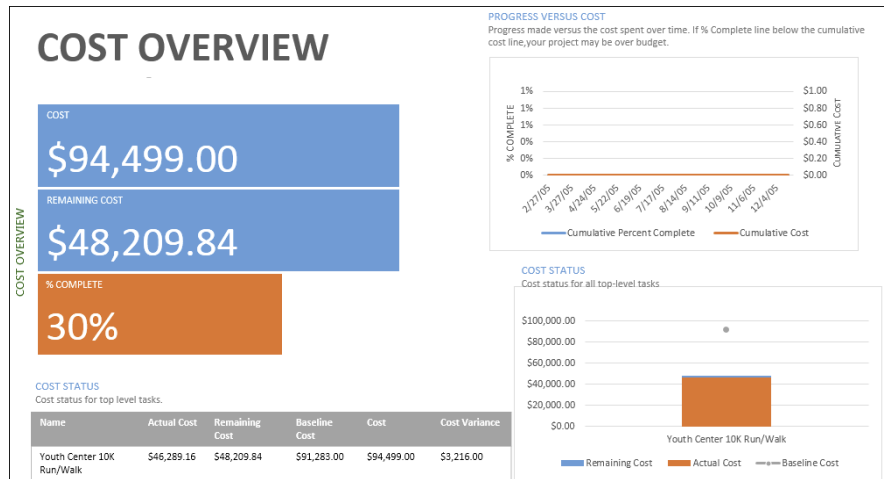 COST OVERVIEW
COST
$94,499.00
REMAINING COST
$48,209.84
% COMPLETE
30%
COST OVERVIEW
COST STATUS
Cost status for top level tasks.
Name Actual Cost Remaining Cost Baseline Cost Cost Cost Variance
Youth Center 10K Run/Walk $46,289.16 $48,209.84 $91,283.00 $94,499.00 $3,216.00
PROGRESS VERSUS COST
Progress made versus the cost spent over time. If % Complete line below the cumulative
cost line,your project may be over budget.
% COMPLETE
1%
1%
1%
0%
0%
0%
$1.00
$0.80
$0.60
$0.40
$0.20
$0.00
CUMULATIVE COST
2/27/05
3/27/05
4/24/05
5/22/05
6/19/05
7/17/05
8/14/05
9/11/05
10/9/05
11/6/05
12/4/05
Cumulative Percent Complete
Cumulative Cost
COST STATUS
Cost status for all top-level tasks
$100,000.00
$80,000.00
$60,000.00
$40,000.00
$20,000.00
$0.00
Youth Center 10K Run/Walk
Remaining Cost
Actual Cost
Baseline Cost